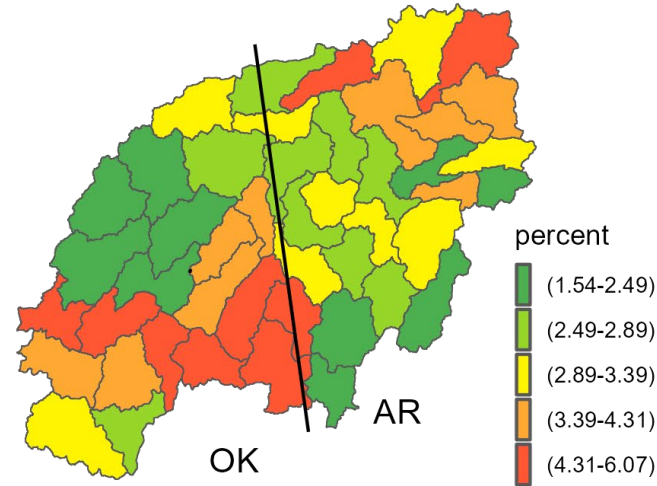 percent
(1.54-2.49)
(2.49-2.89)
(2.89-3.39)
(3.39-4.31)
(4.31-6.07)
AR
OK